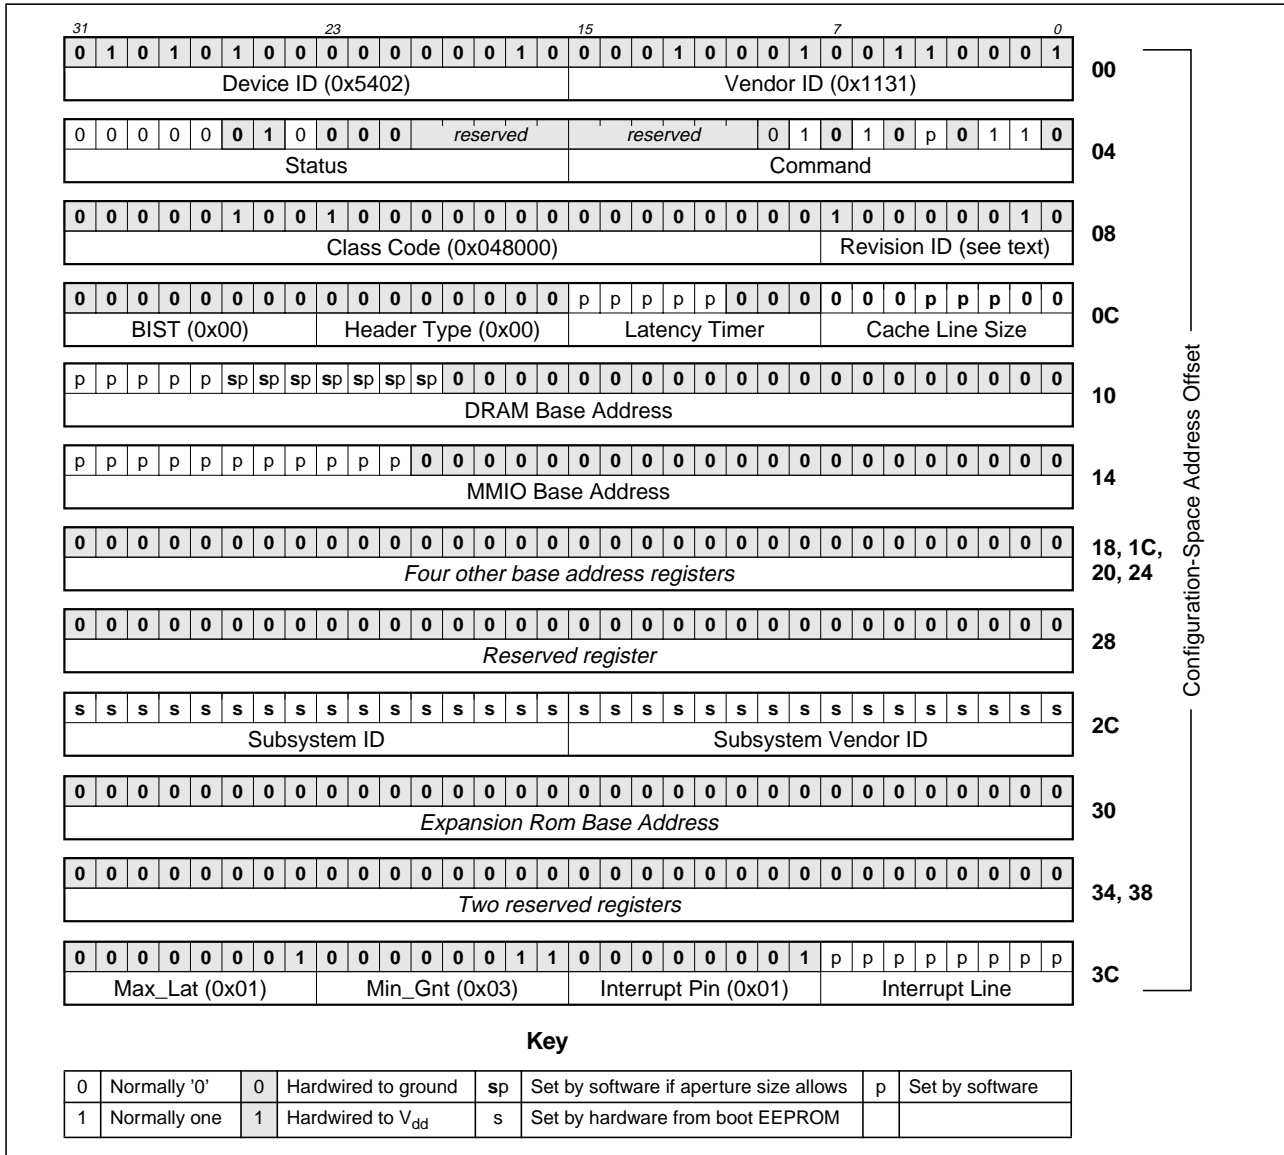 31 23 15 7 0
0 1 0 1 0 1 0 0 0 0 0 0 0 0 1 0 0 0 0 1 0 0 0 1 0 0 1 1 0 0 0 1
00
Device ID (0x5402) Vendor ID (0x1131)
0 0 0 0 0 0 1 0 0 0 0 reserved reserved 0 1 0 1 0 p 0 1 1 0
04
Status Command
0 0 0 0 0 1 0 0 1 0 0 0 0 0 0 0 0 0 0 0 0 0 0 0 1 0 0 0 0 0 1 0
08
Class Code (0x048000) Revision ID (see text)
0 0 0 0 0 0 0 0 0 0 0 0 0 0 0 0 p p p p p 0 0 0 0 0 0 p p p 0 0
0C
BIST (0x00) Header Type (0x00) Latency Timer Cache Line Size
p p p p p sp sp sp sp sp sp sp 0 0 0 0 0 0 0 0 0 0 0 0 0 0 0 0 0 0 0 0
10
DRAM Base Address
p p p p p p p p p p p 0 0 0 0 0 0 0 0 0 0 0 0 0 0 0 0 0 0 0 0 0
14
MMIO Base Address
0 0 0 0 0 0 0 0 0 0 0 0 0 0 0 0 0 0 0 0 0 0 0 0 0 0 0 0 0 0 0 0
18, 1C,
20, 24
Four other base address registers
0 0 0 0 0 0 0 0 0 0 0 0 0 0 0 0 0 0 0 0 0 0 0 0 0 0 0 0 0 0 0 0
28
Reserved register
s s s s s s s s s s s s s s s s s s s s s s s s s s s s s s s s
2C
Subsystem ID Subsystem Vendor ID
0 0 0 0 0 0 0 0 0 0 0 0 0 0 0 0 0 0 0 0 0 0 0 0 0 0 0 0 0 0 0 0
30
Expansion Rom Base Address
0 0 0 0 0 0 0 0 0 0 0 0 0 0 0 0 0 0 0 0 0 0 0 0 0 0 0 0 0 0 0 0
34, 38
Two reserved registers
0 0 0 0 0 0 0 1 0 0 0 0 0 0 1 1 0 0 0 0 0 0 0 1 p p p p p p p p
3C
Max_Lat (0x01) Min_Gnt (0x03) Interrupt Pin (0x01) Interrupt Line
Configuration-Space Address Offset
Key
0 Normally '0' 0 Hardwired to ground sp Set by software if aperture size allows p Set by software
1 Normally one 1 Hardwired to Vdd s Set by hardware from boot EEPROM